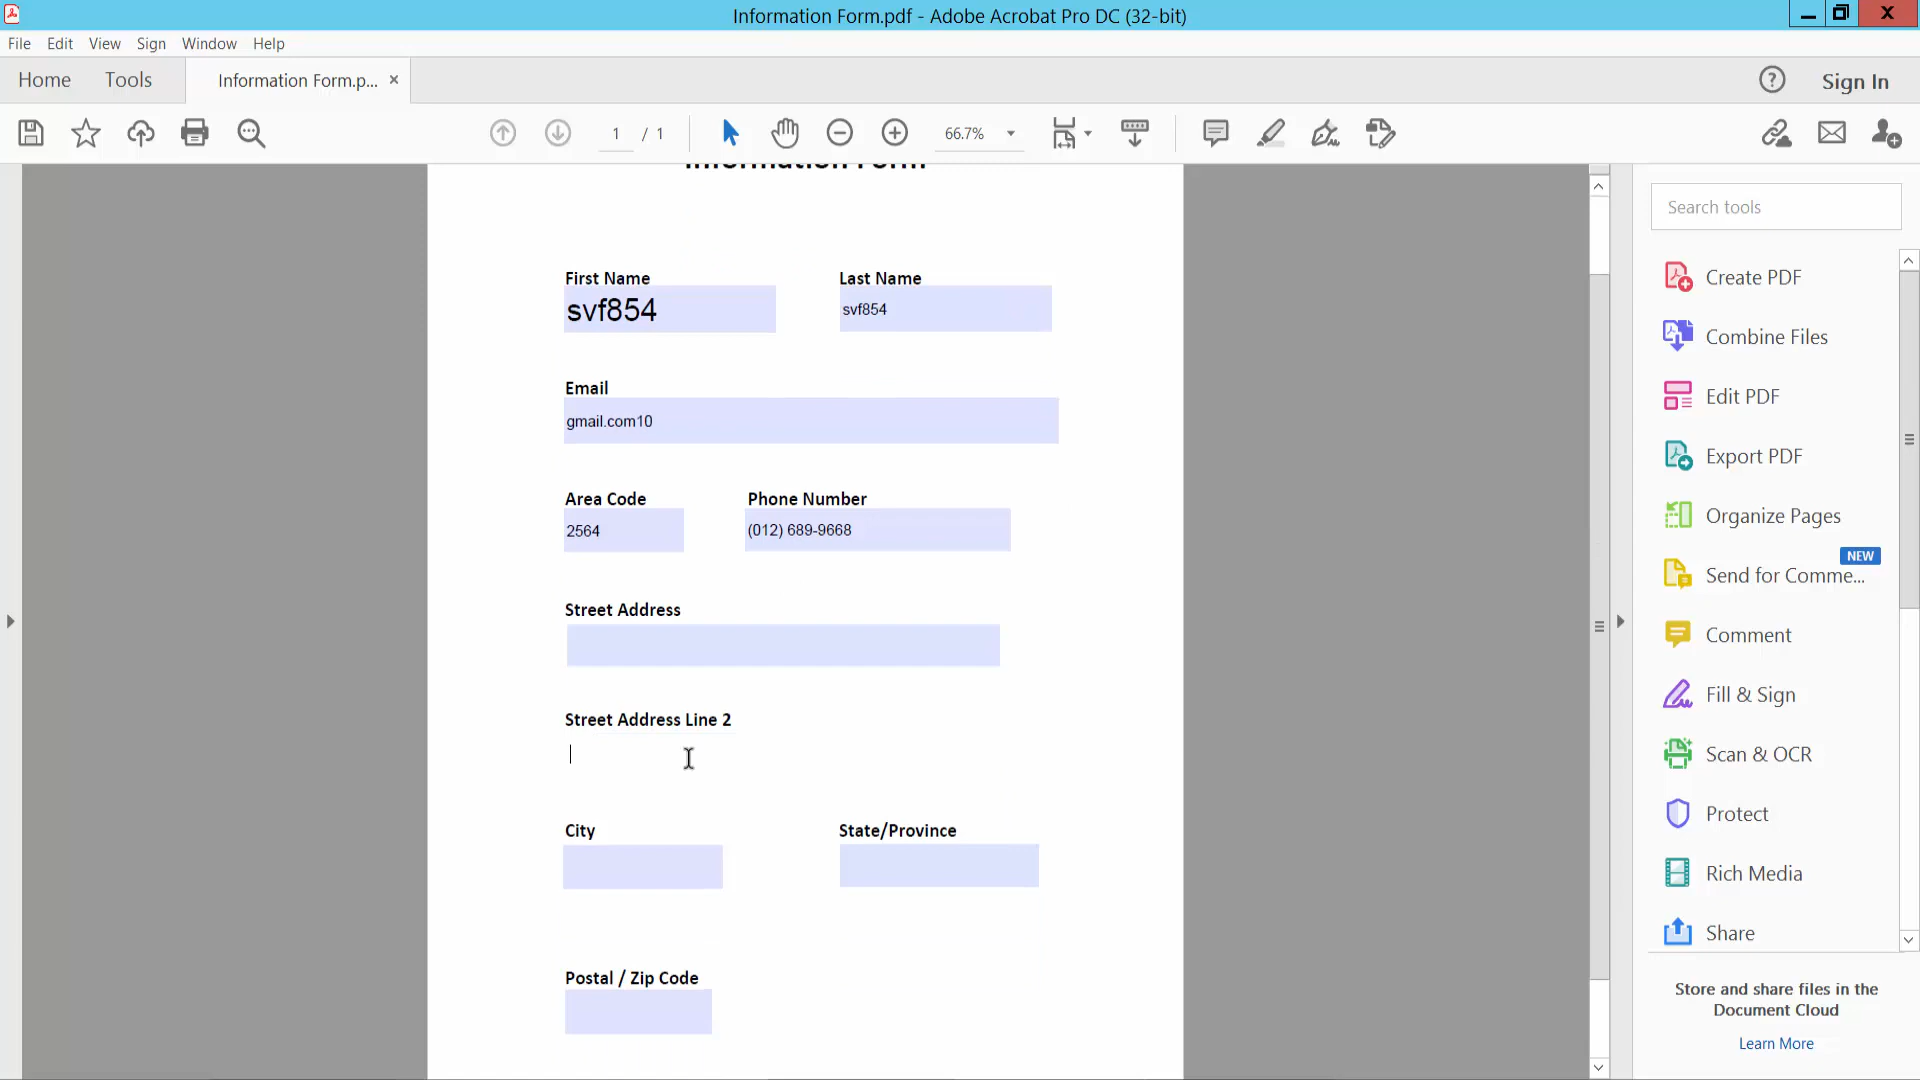 Information Form.pdf - Adobe Acrobat Pro DC (32-bit)
X
File Edit View Sign Window Help
Home Tools Information Form.p... ×
? Sign In
1 / 1 66.7%
Information Form
First Name Last Name
svf854 svf854
Email
gmail.com10
Area Code Phone Number
2564 (012) 689-9668
Street Address
Street Address Line 2
City State/Province
Postal / Zip Code
Search tools
Create PDF
Combine Files
Edit PDF
Export PDF
Organize Pages
NEW
Send for Comme...
Comment
Fill & Sign
Scan & OCR
Protect
Rich Media
Share
Store and share files in the
Document Cloud
Learn More